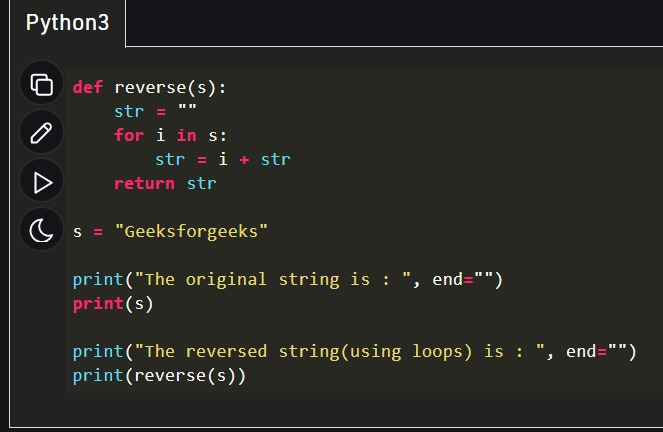 Python3
def reverse(s):
    str = ""
    for i in s:
        str = i + str
    return str
s = "Geeksforgeeks"
print("The original string is : ", end="")
print(s)
print("The reversed string(using loops) is : ", end="")
print(reverse(s))